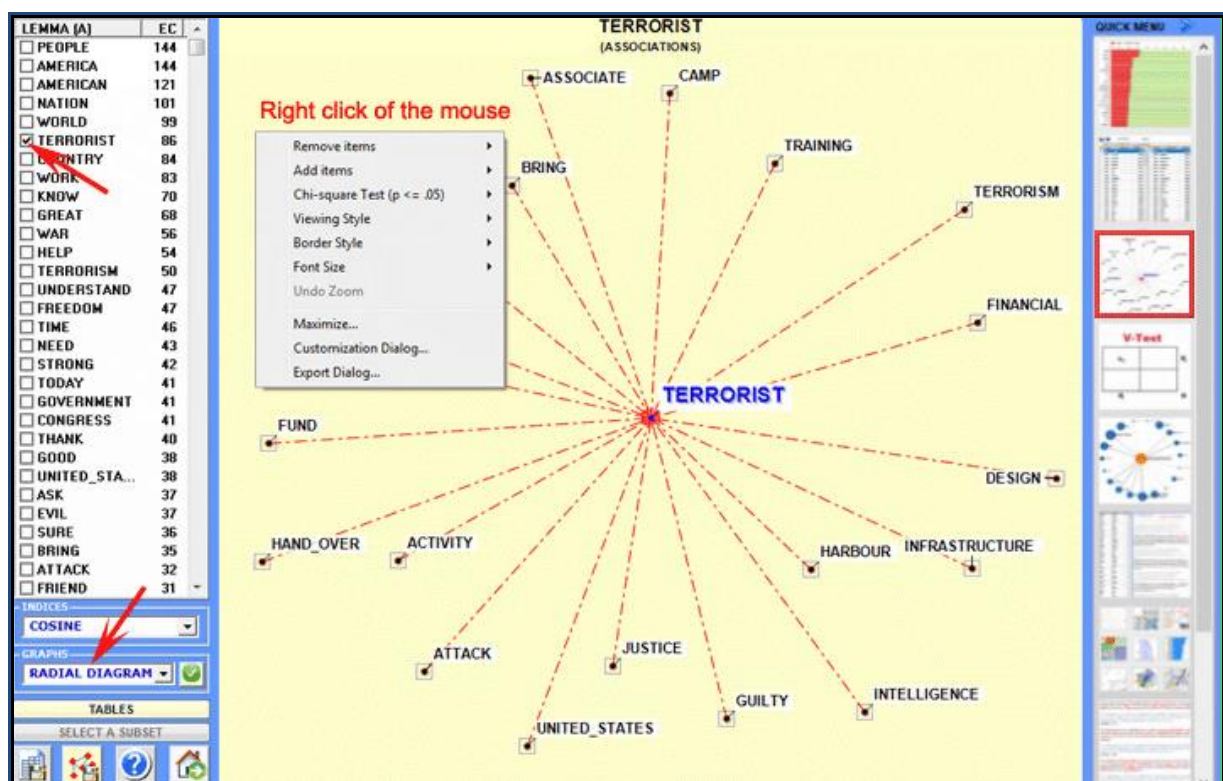 LEMMA (A) EC
PEOPLE 144
AMERICA 144
AMERICAN 121
NATION 101
WORLD 99
TERRORIST 86
COUNTRY 84
WORK 83
KNOW 70
GREAT 68
WAR 56
HELP 54
TERRORISM 50
UNDERSTAND 47
FREEDOM 47
TIME 46
NEED 43
STRONG 42
TODAY 41
GOVERNMENT 41
CONGRESS 41
THANK 40
GOOD 38
UNITED_STA... 38
ASK 37
EVIL 37
SURE 36
BRING 35
ATTACK 32
FRIEND 31
INDICES
COSINE
GRAPHS
RADIAL DIAGRAM
TABLES
SELECT A SUBSET
TERRORIST
(ASSOCIATIONS)
ASSOCIATE
CAMP
Right click of the mouse
Remove items
Add items
Chi-square Test (p <= .05)
Viewing Style
Border Style
Font Size
Undo Zoom
Maximize...
Customization Dialog...
Export Dialog...
BRING
TRAINING
TERRORISM
FINANCIAL
TERRORIST
FUND
DESIGN
HAND_OVER
ACTIVITY
HARBOUR
INFRASTRUCTURE
ATTACK
JUSTICE
GUILTY
INTELLIGENCE
UNITED_STATES
QUICK MENU
V-Test